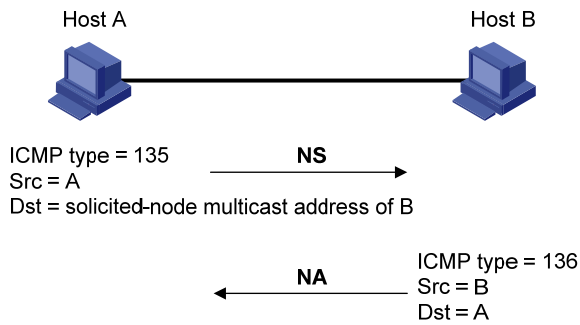 Host A
Host B
ICMP type = 135
Src = A
Dst = solicited-node multicast address of B
NS
NA
ICMP type = 136
Src = B
Dst = A